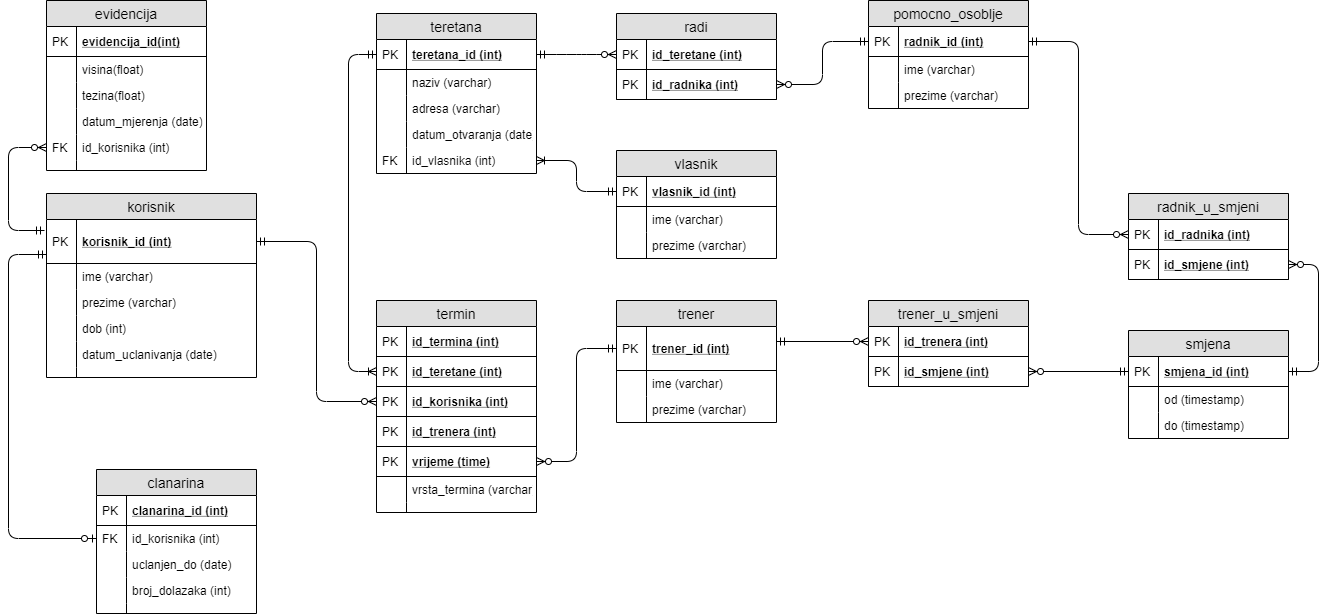 evidencija
PK evidencija_id(int)
visina(float)
tezina(float)
datum_mjerenja (date)
FK id_korisnika (int)
korisnik
PK korisnik_id (int)
ime (varchar)
prezime (varchar)
dob (int)
datum_uclanivanja (date)
clanarina
PK clanarina_id (int)
FK id_korisnika (int)
uclanjen_do (date)
broj_dolazaka (int)
teretana
PK teretana_id (int)
naziv (varchar)
adresa (varchar)
datum_otvaranja (date
FK id_vlasnika (int)
termin
PK id_termina (int)
PK id_teretane (int)
PK id_korisnika (int)
PK id_trenera (int)
PK vrijeme (time)
vrsta_termina (varchar
radi
PK id_teretane (int)
PK id_radnika (int)
vlasnik
PK vlasnik_id (int)
ime (varchar)
prezime (varchar)
trener
PK trener_id (int)
ime (varchar)
prezime (varchar)
pomocno_osoblje
PK radnik_id (int)
ime (varchar)
prezime (varchar)
trener_u_smjeni
PK id_trenera (int)
PK id_smjene (int)
radnik_u_smjeni
PK id_radnika (int)
PK id_smjene (int)
smjena
PK smjena_id (int)
od (timestamp)
do (timestamp)